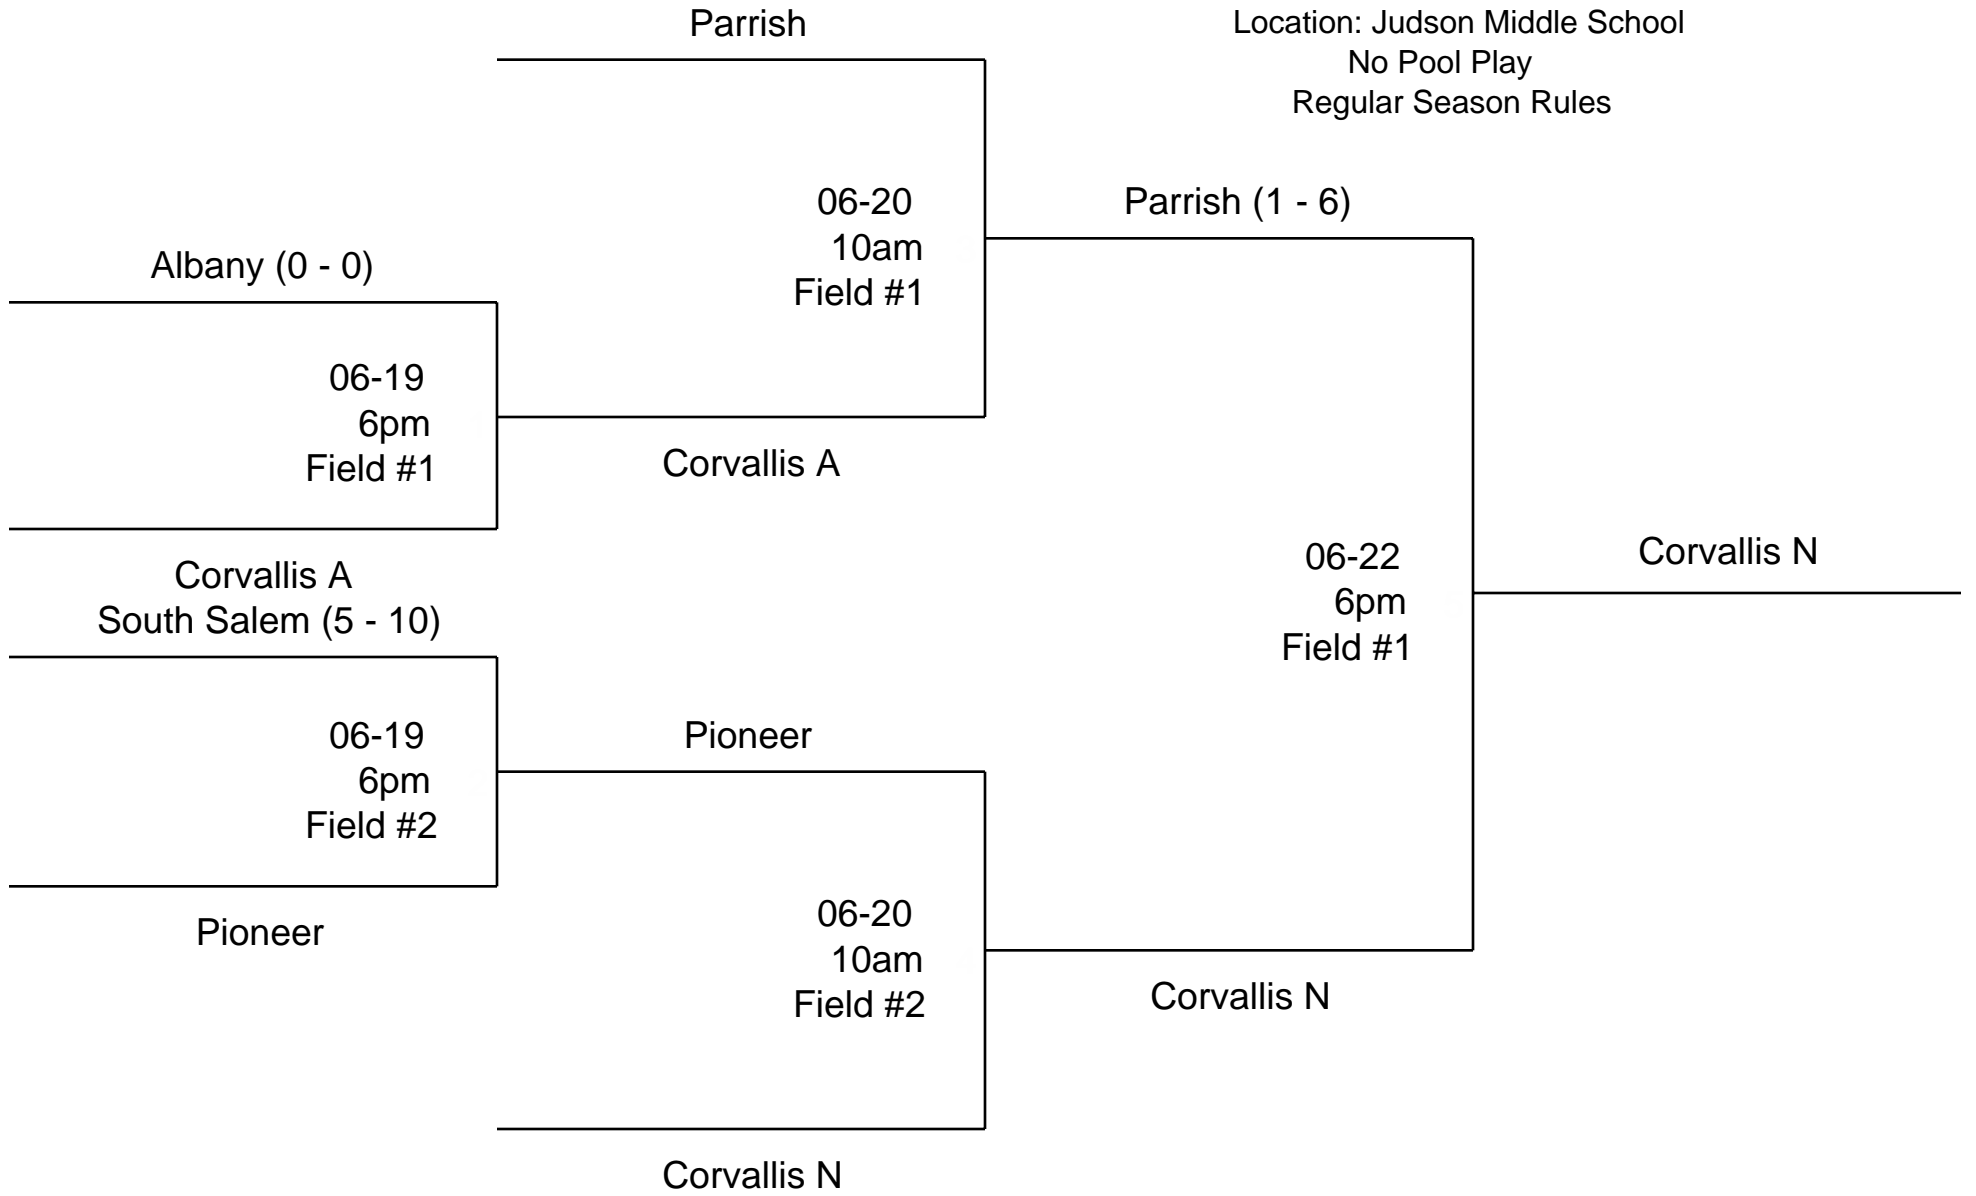 Parrish
Location: Judson Middle School
No Pool Play
Regular Season Rules
06-20
10am
Field #1
Parrish (1 - 6)
Albany (0 - 0)
06-19
6pm
Field #1
Corvallis A
Corvallis A
South Salem (5 - 10)
06-22
6pm
Field #1
Corvallis N
06-19
6pm
Field #2
Pioneer
Pioneer
06-20
10am
Field #2
Corvallis N
Corvallis N